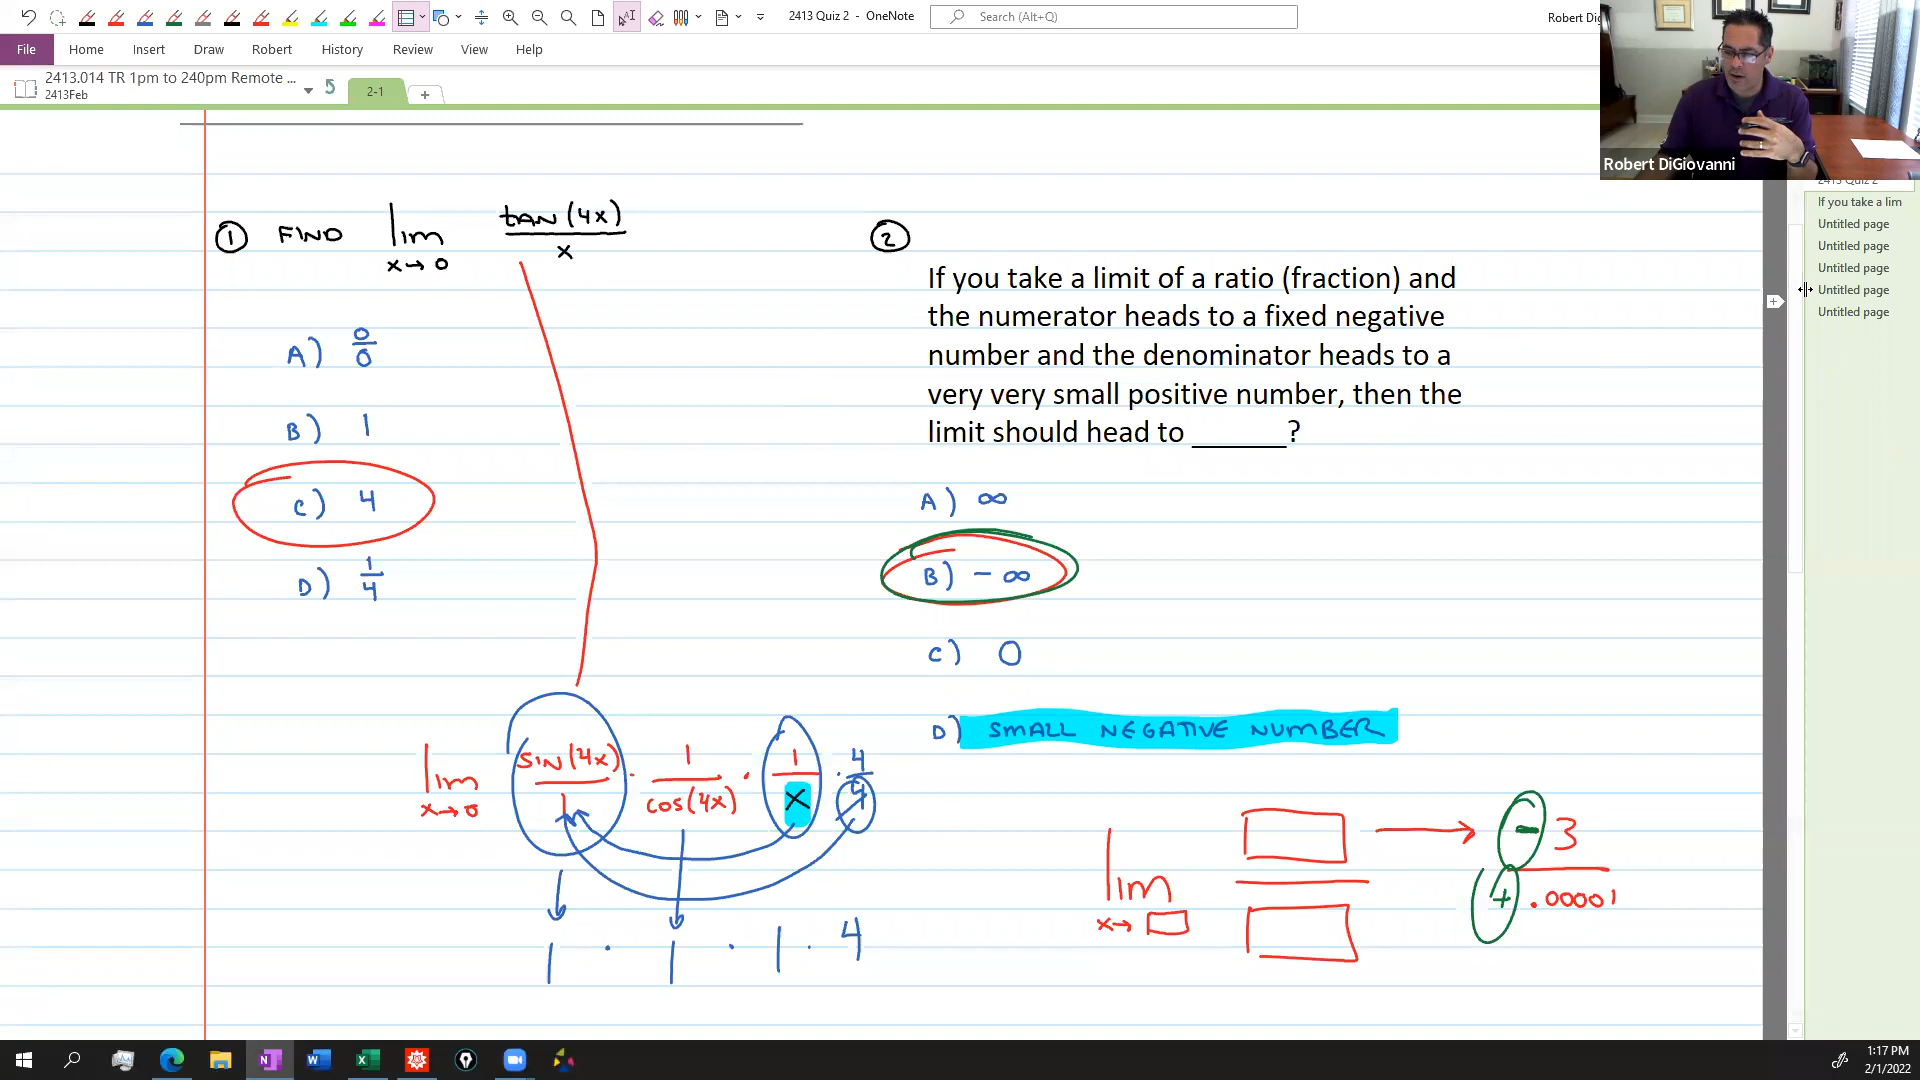 2413 Quiz 2 - OneNote
Search (Alt+Q)
File Home Insert Draw Robert History Review View Help
2413.014 TR 1pm to 240pm Remote ...
2413Feb
2-1
Robert DiGiovanni
2413 Quiz 2
If you take a lim
Untitled page
Untitled page
Untitled page
Untitled page
Untitled page
① FIND lim x→0 tan(4x)/x
A) 0/0
B) 1
C) 4
D) 1/4
lim x→0 sin(4x)/1 · 1/cos(4x) · 1/x · 4/4
1 · 1 · 1 · 4
②
If you take a limit of a ratio (fraction) and
the numerator heads to a fixed negative
number and the denominator heads to a
very very small positive number, then the
limit should head to ______?
A) ∞
B) -∞
C) 0
D) SMALL NEGATIVE NUMBER
lim x→
- 3
+ .00001
1:17 PM
2/1/2022